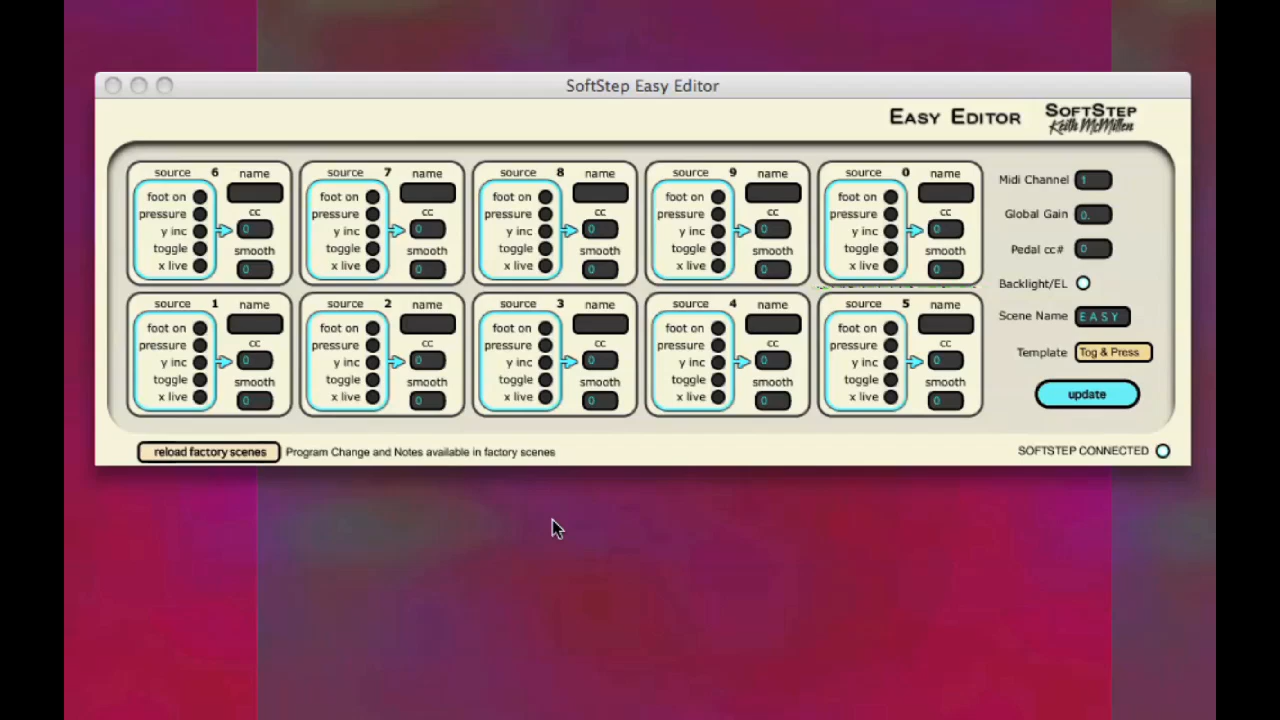 SoftStep Easy Editor
EASY EDITOR
SOFTSTEP
Keith McMillen
source 6 name
foot on
pressure cc
y inc 0
toggle smooth
x live 0
source 7 name
foot on
pressure cc
y inc 0
toggle smooth
x live 0
source 8 name
foot on
pressure cc
y inc 0
toggle smooth
x live 0
source 9 name
foot on
pressure cc
y inc 0
toggle smooth
x live 0
source 0 name
foot on
pressure cc
y inc 0
toggle smooth
x live 0
source 1 name
foot on
pressure cc
y inc 0
toggle smooth
x live 0
source 2 name
foot on
pressure cc
y inc 0
toggle smooth
x live 0
source 3 name
foot on
pressure cc
y inc 0
toggle smooth
x live 0
source 4 name
foot on
pressure cc
y inc 0
toggle smooth
x live 0
source 5 name
foot on
pressure cc
y inc 0
toggle smooth
x live 0
Midi Channel 1
Global Gain 0.
Pedal cc# 0
Backlight/EL
Scene Name EASY
Template Tog & Press
update
reload factory scenes Program Change and Notes available in factory scenes
SOFTSTEP CONNECTED